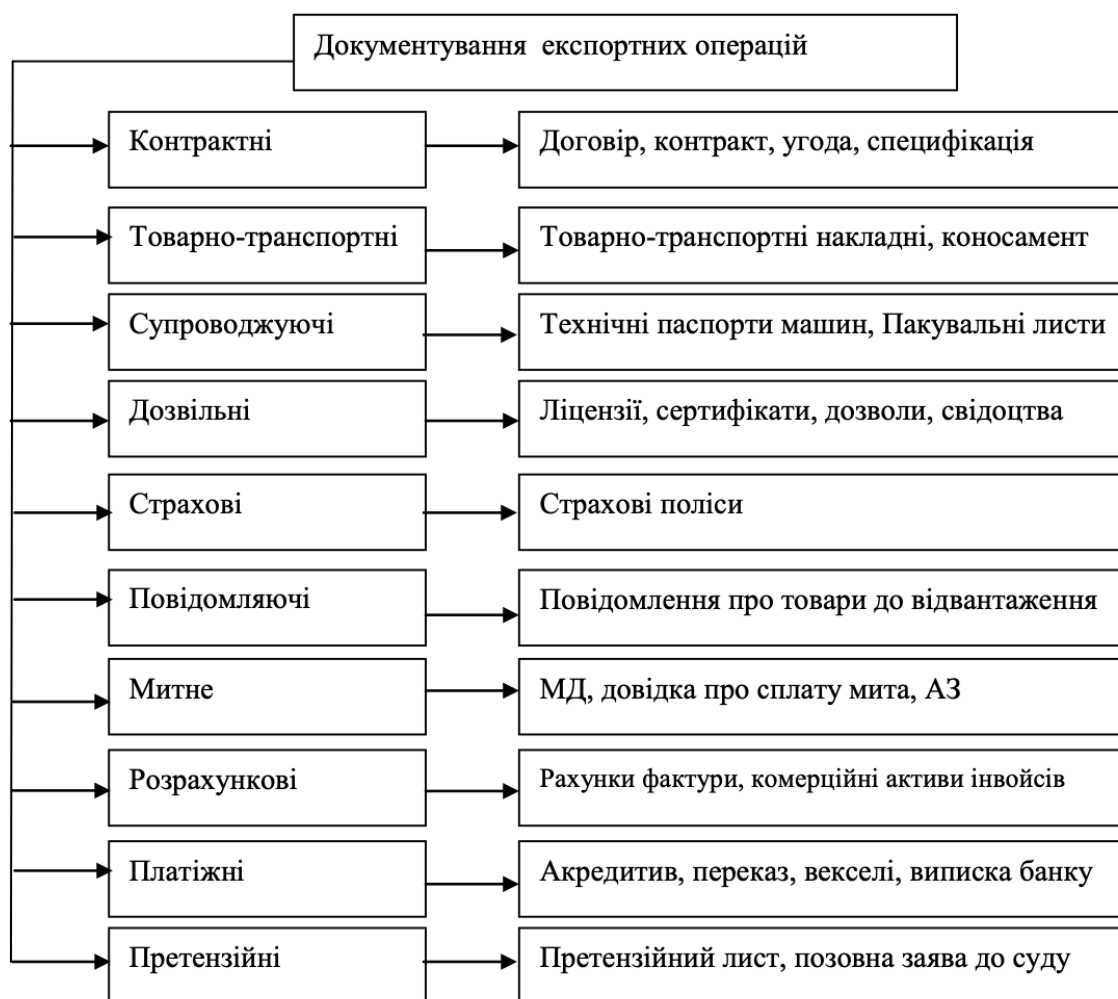 Документування експортних операцій
Контрактні
Договір, контракт, угода, специфікація
Товарно-транспортні
Товарно-транспортні накладні, коносамент
Супроводжуючі
Технічні паспорти машин, Пакувальні листи
Дозвільні
Ліцензії, сертифікати, дозволи, свідоцтва
Страхові
Страхові поліси
Повідомляючі
Повідомлення про товари до відвантаження
Митне
МД, довідка про сплату мита, АЗ
Розрахункові
Рахунки фактури, комерційні активи інвойсів
Платіжні
Акредитив, переказ, векселі, виписка банку
Претензійні
Претензійний лист, позовна заява до суду